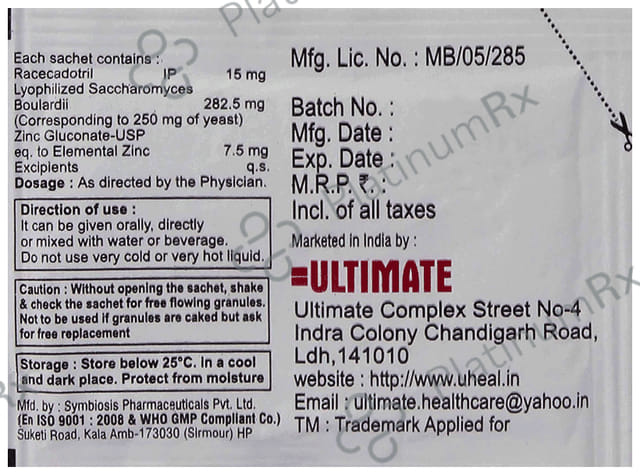 Each sachet contains :
Racecadotril IP 15 mg
Lyophilized Saccharomyces
Boulardii 282.5 mg
(Corresponding to 250 mg of yeast)
Zinc Gluconate-USP
eq. to Elemental Zinc 7.5 mg
Excipients q.s.
Dosage : As directed by the Physician.
Direction of use :
It can be given orally, directly
or mixed with water or beverage.
Do not use very cold or very hot liquid.
Caution : Without opening the sachet, shake
& check the sachet for free flowing granules.
Not to be used if granules are caked but ask
for free replacement
Storage : Store below 25°C. In a cool
and dark place. Protect from moisture
Mfd. by : Symbiosis Pharmaceuticals Pvt. Ltd.
(En ISO 9001 : 2008 & WHO GMP Compliant Co.)
Suketi Road, Kala Amb-173030 (Sirmour) HP
Mfg. Lic. No. : MB/05/285
Batch No. :
Mfg. Date :
Exp. Date :
M.R.P. ₹. :
Incl. of all taxes
Marketed in India by :
ULTIMATE
Ultimate Complex Street No-4
Indra Colony Chandigarh Road,
Ldh,141010
website : http://www.uheal.in
Email : ultimate.healthcare@yahoo.in
TM : Trademark Applied for
PlatinumRx
PlatinumRx
PlatinumRx
Rx